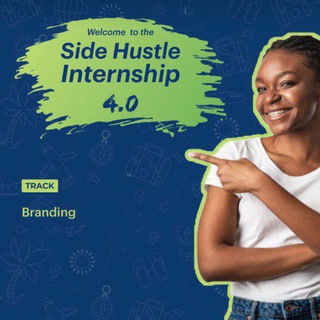 Welcome to the
Side Hustle
Internship
4.0
TRACK
Branding